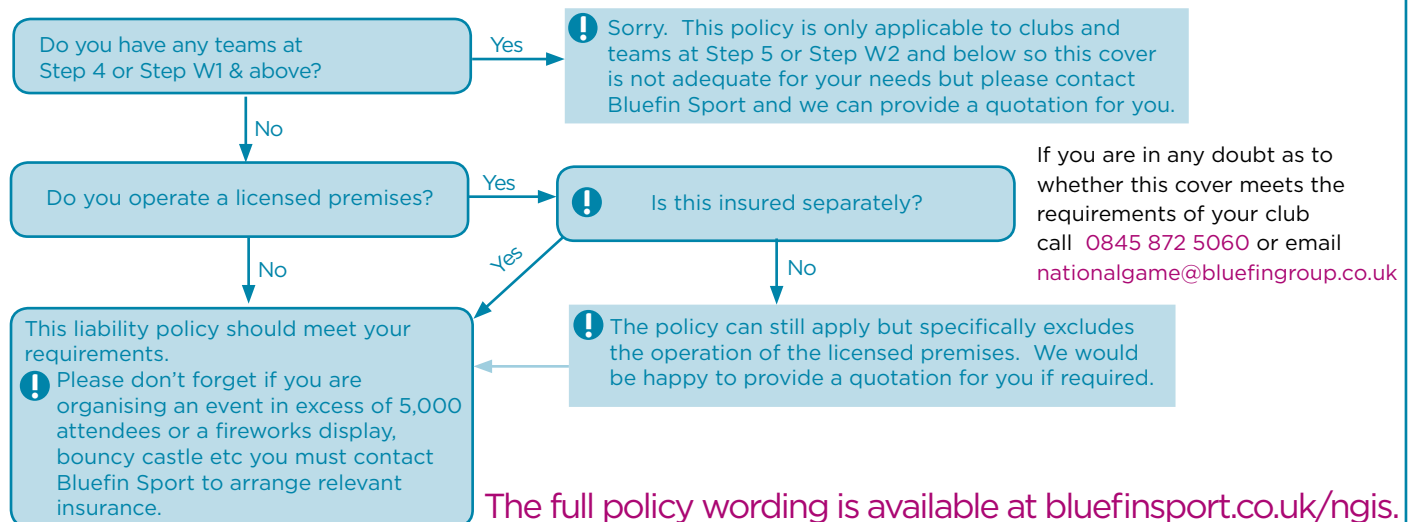 Do you have any teams at
Step 4 or Step W1 & above?
Yes
Sorry. This policy is only applicable to clubs and
teams at Step 5 or Step W2 and below so this cover
is not adequate for your needs but please contact
Bluefin Sport and we can provide a quotation for you.
No
Do you operate a licensed premises?
Yes
Is this insured separately?
If you are in any doubt as to
whether this cover meets the
requirements of your club
call 0845 872 5060 or email
nationalgame@bluefingroup.co.uk
No
Yes
No
This liability policy should meet your
requirements.
Please don't forget if you are
organising an event in excess of 5,000
attendees or a fireworks display,
bouncy castle etc you must contact
Bluefin Sport to arrange relevant
insurance.
The policy can still apply but specifically excludes
the operation of the licensed premises. We would
be happy to provide a quotation for you if required.
The full policy wording is available at bluefinsport.co.uk/ngis.